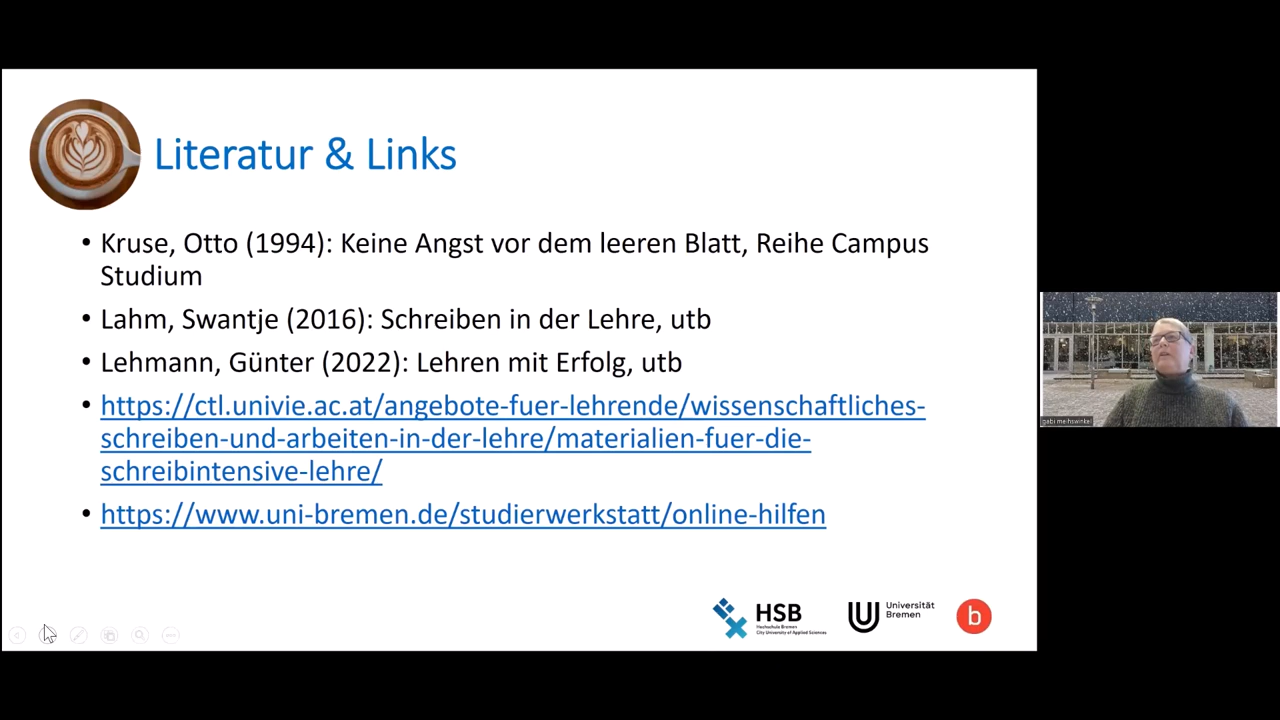 Literatur & Links
• Kruse, Otto (1994): Keine Angst vor dem leeren Blatt, Reihe Campus
Studium
• Lahm, Swantje (2016): Schreiben in der Lehre, utb
• Lehmann, Günter (2022): Lehren mit Erfolg, utb
• https://ctl.univie.ac.at/angebote-fuer-lehrende/wissenschaftliches-
schreiben-und-arbeiten-in-der-lehre/materialien-fuer-die-
schreibintensive-lehre/
• https://www.uni-bremen.de/studierwerkstatt/online-hilfen
HSB
Hochschule Bremen
City University of Applied Sciences
Universität
Bremen
b
gabi meihswinkel